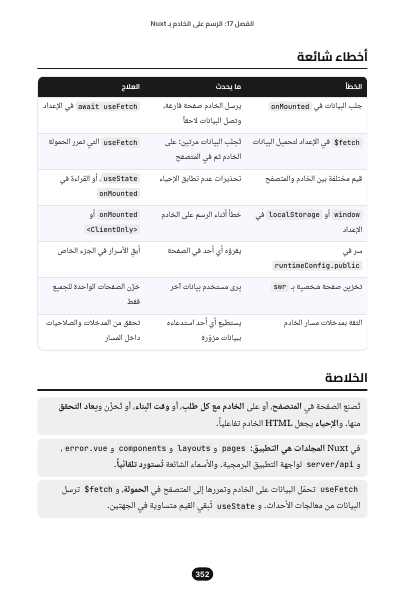 الفصل 17: الرسم على الخادم بـ Nuxt
أخطاء شائعة
الخطأ ما يحدث العلاج
جلب البيانات في onMounted يرسل الخادم صفحة فارغة، await useFetch في الإعداد
وتصل البيانات لاحقاً
$fetch في الإعداد لتحميل البيانات تُجلب البيانات مرتين: على useFetch التي تمرر الحمولة
الخادم ثم في المتصفح
قيم مختلفة بين الخادم والمتصفح تحذيرات عدم تطابق الإحياء useState، أو القراءة في
onMounted
window أو localStorage في خطأ أثناء الرسم على الخادم onMounted أو
الإعداد <ClientOnly>
سر في يقرؤه أي أحد في الصفحة أبقِ الأسرار في الجزء الخاص
runtimeConfig.public
تخزين صفحة شخصية بـ swr يرى مستخدم بيانات آخر خزّن الصفحات الواحدة للجميع
فقط
الثقة بمدخلات مسار الخادم يستطيع أي أحد استدعاءه تحقق من المدخلات والصلاحيات
ببيانات مزوّرة داخل المسار
الخلاصة
تُصنع الصفحة في المتصفح، أو على الخادم مع كل طلب، أو وقت البناء، أو تُخزّن ويعاد التحقق
منها. والإحياء يجعل HTML الخادم تفاعلياً.
في Nuxt المجلدات هي التطبيق: pages و layouts و components و error.vue ،
و server/api لواجهة التطبيق البرمجية. والأسماء الشائعة تُستورد تلقائياً.
useFetch تحمّل البيانات على الخادم وتمررها إلى المتصفح في الحمولة، و $fetch ترسل
البيانات من معالجات الأحداث. و useState تُبقي القيم متساوية في الجهتين.
352